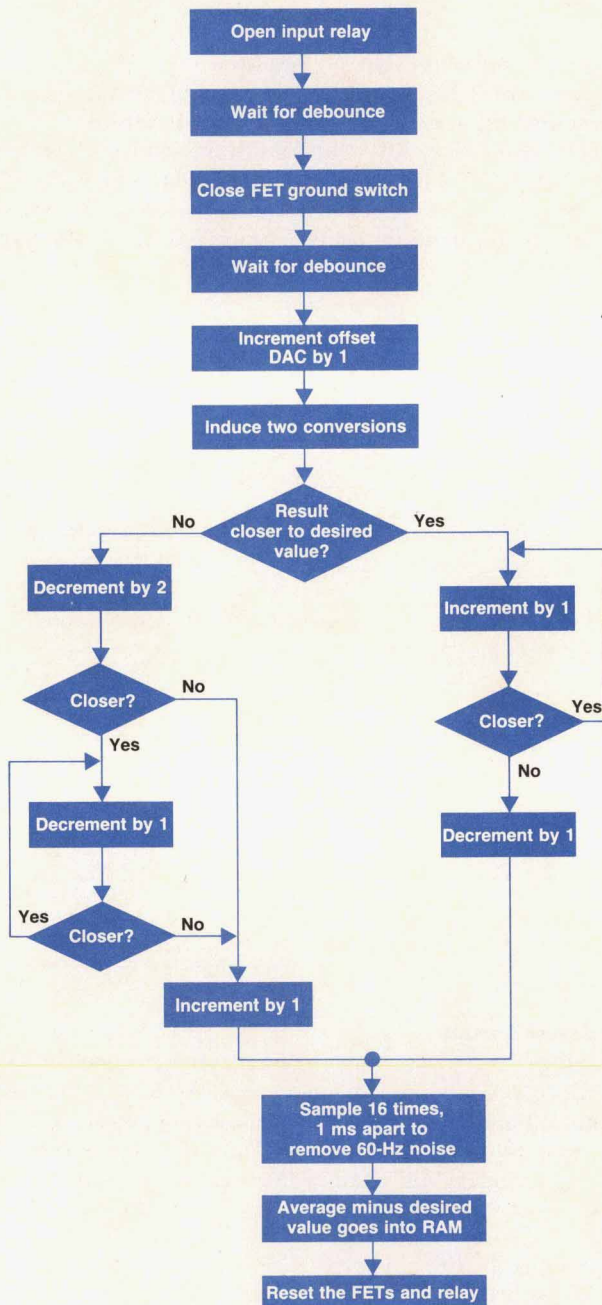 Open input relay
Wait for debounce
Close FET ground switch
Wait for debounce
Increment offset
DAC by 1
Induce two conversions
Result
closer to desired
value?
No
Yes
Decrement by 2
Increment by 1
Closer?
No
Yes
Closer?
Yes
No
Decrement by 1
Decrement by 1
Yes
Closer?
No
Increment by 1
Sample 16 times,
1 ms apart to
remove 60-Hz noise
Average minus desired
value goes into RAM
Reset the FETs and relay